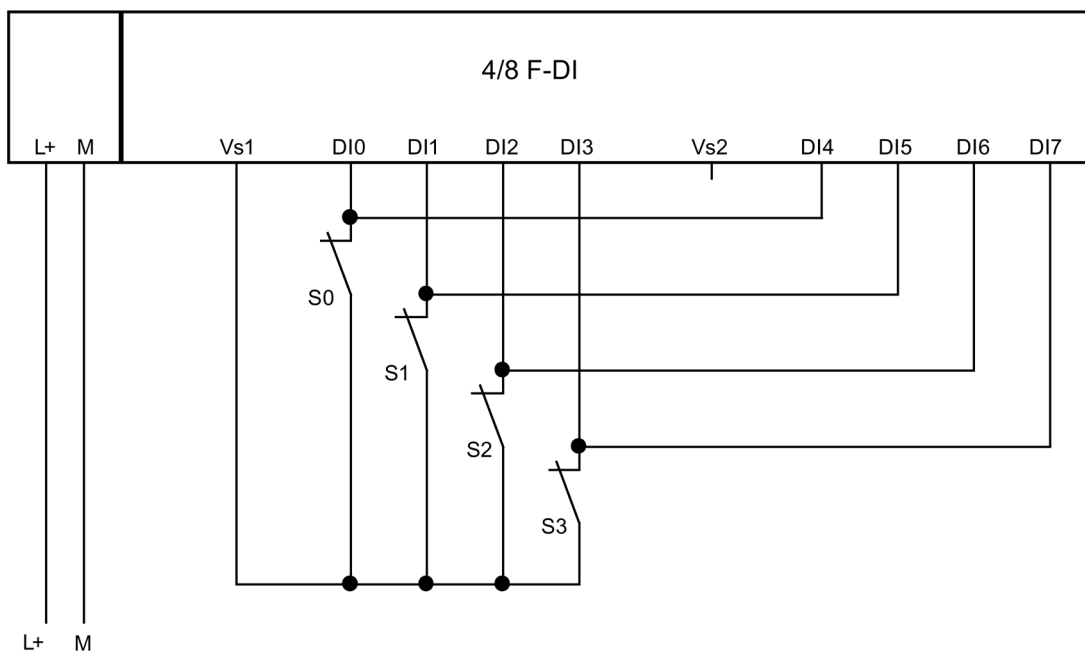 4/8 F-DI
L+ M Vs1 DI0 DI1 DI2 DI3 Vs2 DI4 DI5 DI6 DI7
S0
S1
S2
S3
L+ M